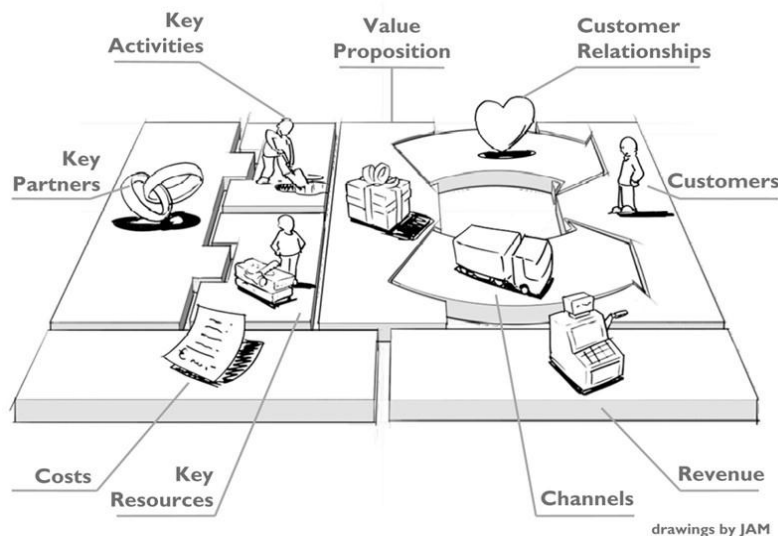 Key
Activities
Value
Proposition
Customer
Relationships
Key
Partners
Customers
Costs
Key
Resources
Channels
Revenue
drawings by JAM